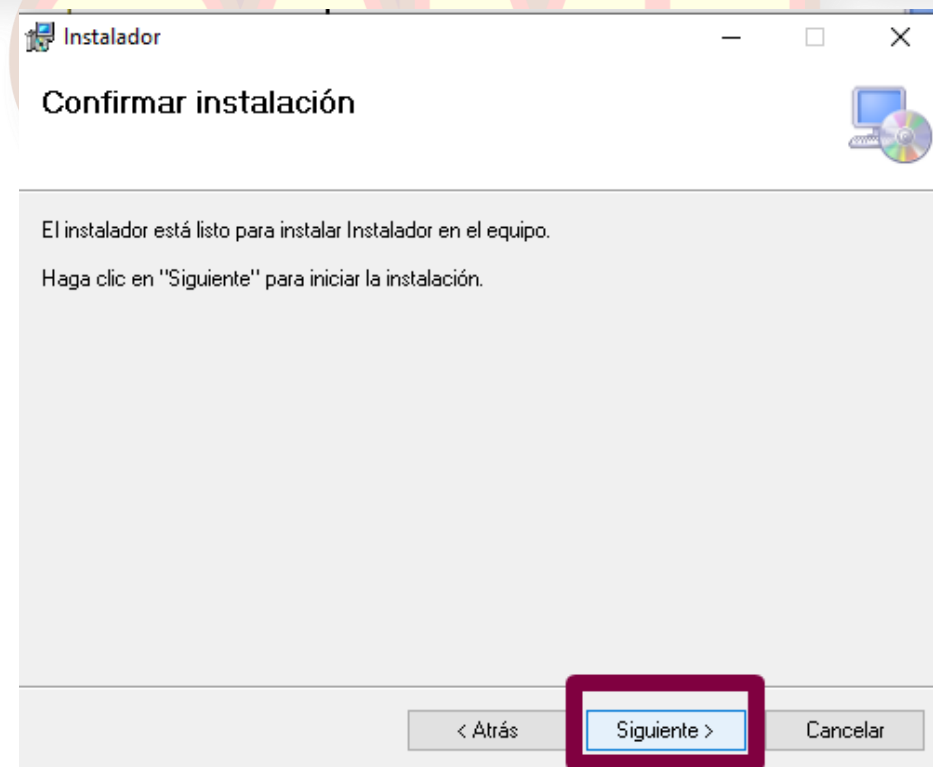 Instalador
Confirmar instalación
El instalador está listo para instalar Instalador en el equipo.
Haga clic en "Siguiente" para iniciar la instalación.
< Atrás
Siguiente >
Cancelar